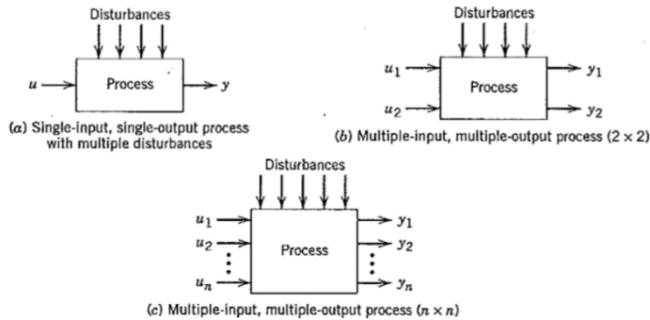 Disturbances
u
Process
y
(a) Single-input, single-output process
with multiple disturbances
Disturbances
u1
Process
y1
u2
y2
(b) Multiple-input, multiple-output process (2 × 2)
Disturbances
u1
y1
u2
Process
y2
un
yn
(c) Multiple-input, multiple-output process (n × n)